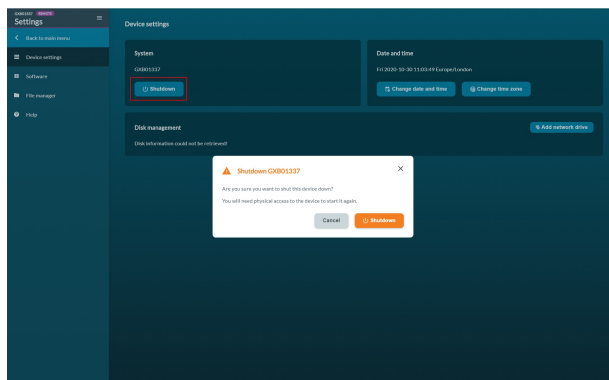 GXB01337 REMOTE
Settings
Back to main menu
Device settings
Software
File manager
Help
Device settings
System
GXB01337
Shutdown
Date and time
Fri 2020-10-30 11:03:49 Europe/London
Change date and time
Change time zone
Disk management
Add network drive
Disk information could not be retrieved!
Shutdown GXB01337
Are you sure you want to shut this device down?
You will need physical access to the device to start it again.
Cancel
Shutdown